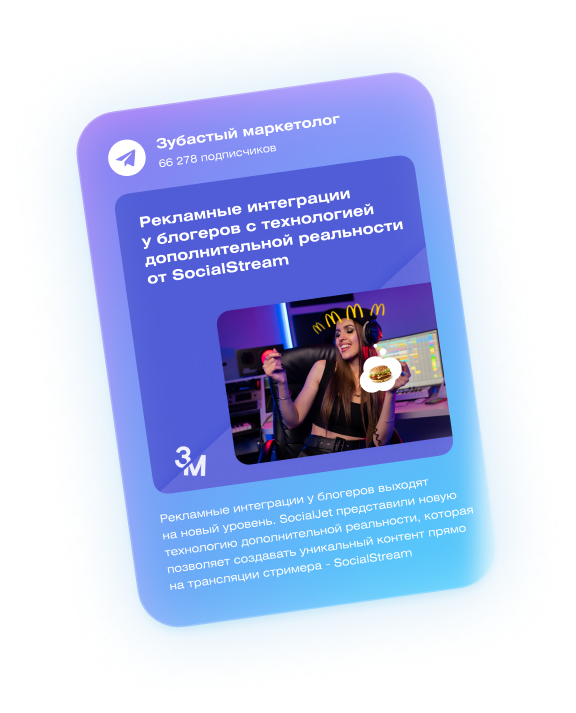 Зубастый маркетолог
66 278 подписчиков
Рекламные интеграции
у блогеров с технологией
дополнительной реальности
от SocialStream
ЗМ
Рекламные интеграции у блогеров выходят
на новый уровень. SocialJet представили новую
технологию дополнительной реальности, которая
позволяет создавать уникальный контент прямо
на трансляции стримера - SocialStream